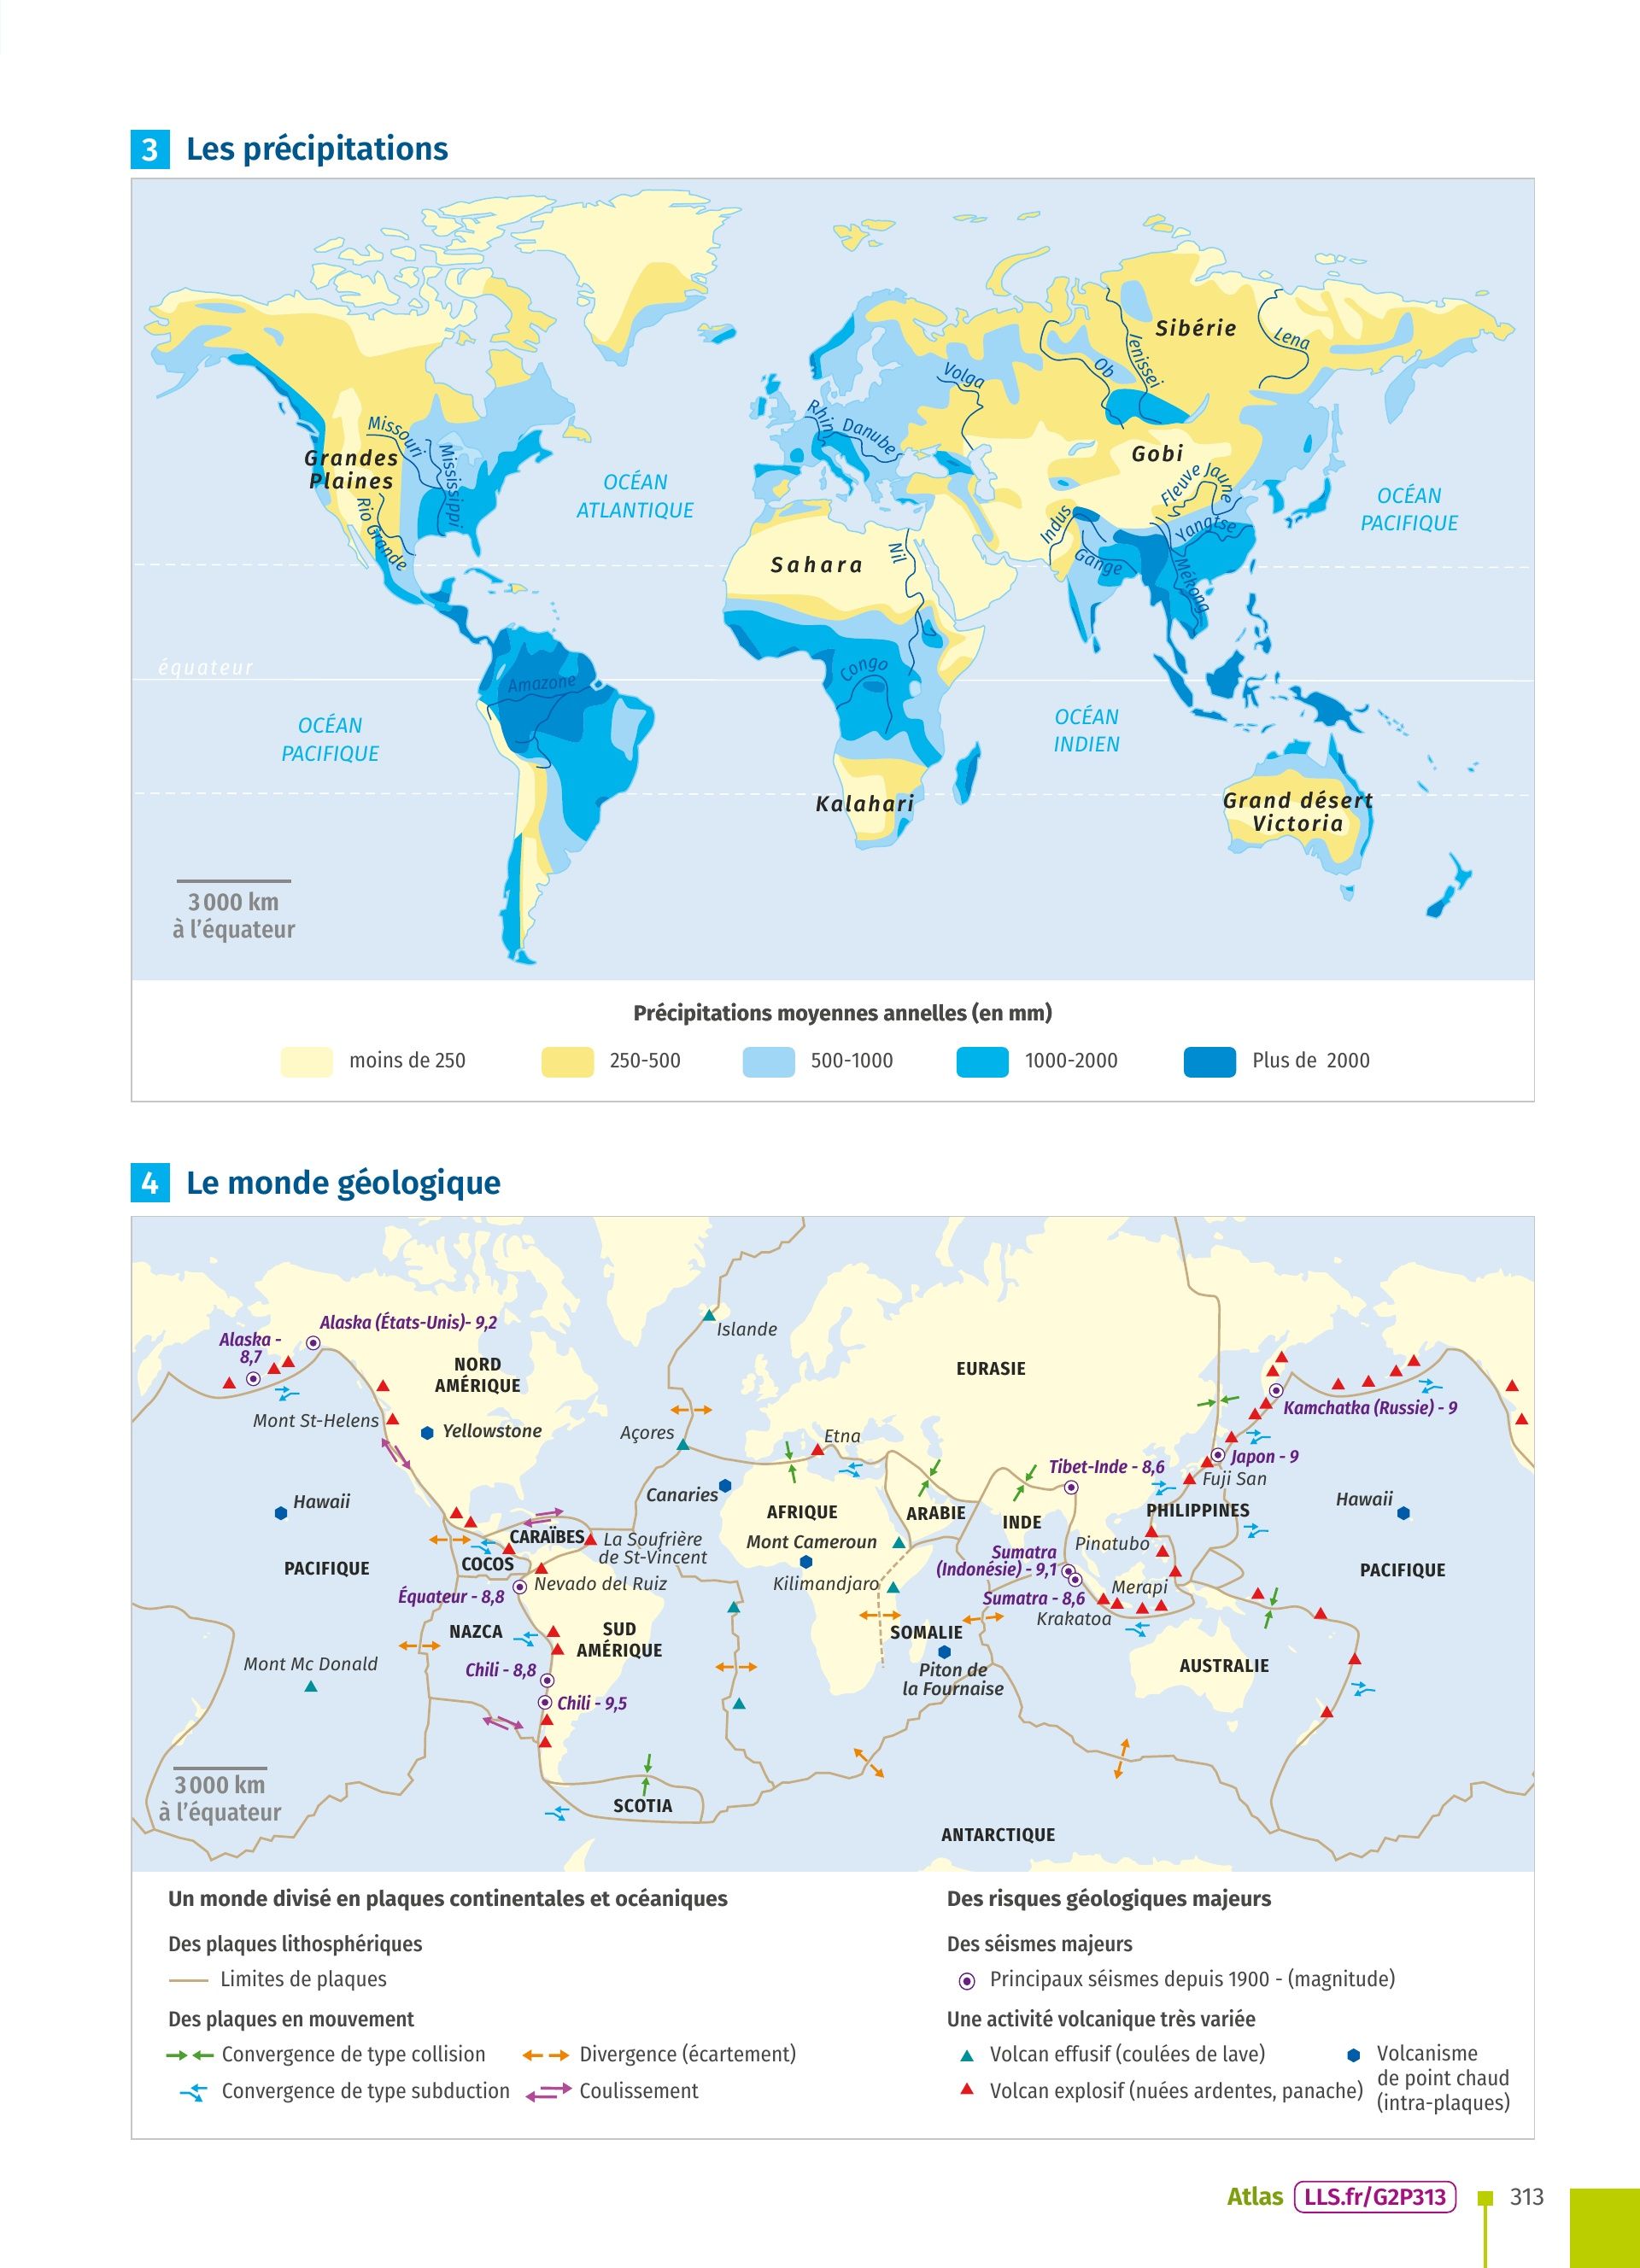 3 Les précipitations
Sibérie
Lena
Ienissei
Ob
Volga
Rhin
Danube
Missouri
Mississippi
Grandes
Plaines
Rio Grande
Gobi
Fleuve Jaune
OCÉAN
ATLANTIQUE
OCÉAN
PACIFIQUE
Indus
Yangtse
Nil
Sahara
Gange
Mékong
équateur
Congo
Amazone
OCÉAN
PACIFIQUE
OCÉAN
INDIEN
Kalahari
Grand désert
Victoria
3 000 km
à l'équateur
Précipitations moyennes annelles (en mm)
moins de 250
250-500
500-1000
1000-2000
Plus de 2000
4 Le monde géologique
Alaska (États-Unis)- 9,2
Alaska -
8,7
Islande
NORD
AMÉRIQUE
EURASIE
Kamchatka (Russie) - 9
Mont St-Helens
Yellowstone
Açores
Etna
Japon - 9
Tibet-Inde - 8,6
Fuji San
Hawaii
Canaries
Hawaii
AFRIQUE
ARABIE
INDE
PHILIPPINES
CARAÏBES
La Soufrière
de St-Vincent
Mont Cameroun
Pinatubo
PACIFIQUE
COCOS
Sumatra
(Indonésie) - 9,1
PACIFIQUE
Nevado del Ruiz
Kilimandjaro
Merapi
Équateur - 8,8
Sumatra - 8,6
Krakatoa
NAZCA
SUD
AMÉRIQUE
SOMALIE
Mont Mc Donald
Chili - 8,8
Piton de
la Fournaise
AUSTRALIE
Chili - 9,5
3 000 km
à l'équateur
SCOTIA
ANTARCTIQUE
Un monde divisé en plaques continentales et océaniques
Des plaques lithosphériques
Limites de plaques
Des plaques en mouvement
Convergence de type collision
Divergence (écartement)
Convergence de type subduction
Coulissement
Des risques géologiques majeurs
Des séismes majeurs
Principaux séismes depuis 1900 - (magnitude)
Une activité volcanique très variée
Volcan effusif (coulées de lave)
Volcan explosif (nuées ardentes, panache)
Volcanisme
de point chaud
(intra-plaques)
Atlas LLS.fr/G2P313 313